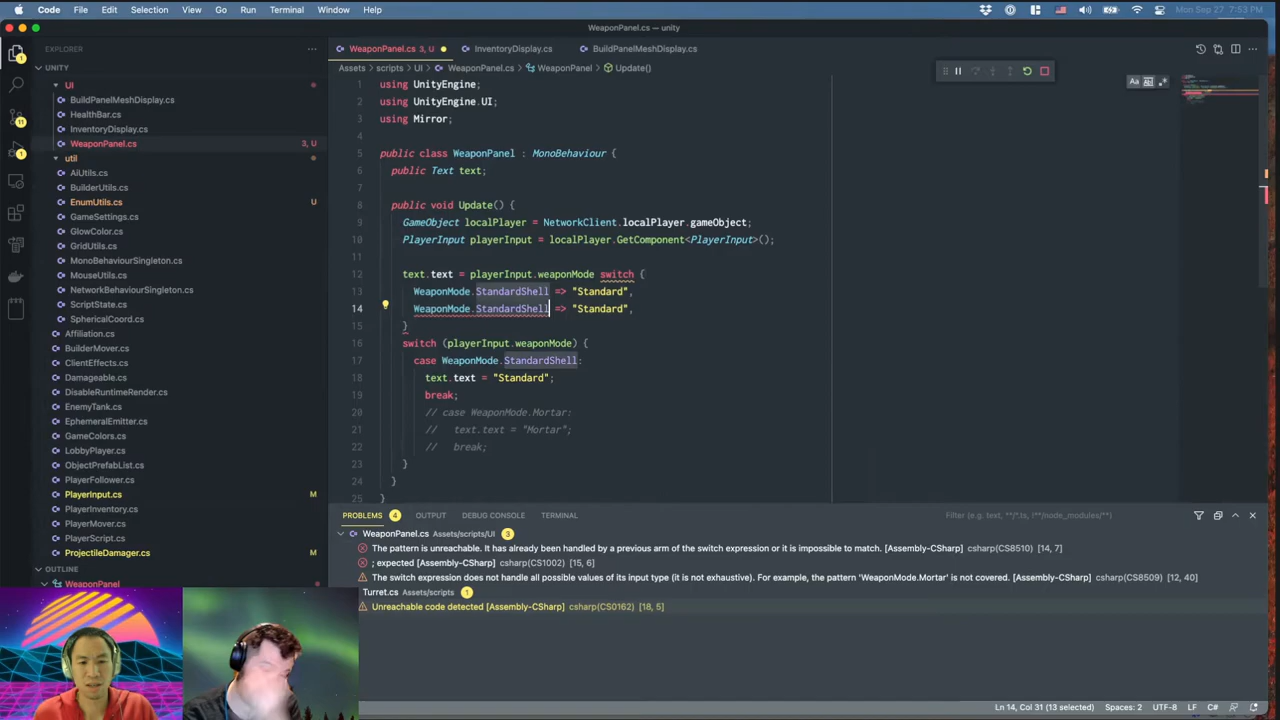 Code File Edit Selection View Go Run Terminal Window Help Mon Sep 27 7:53 PM
WeaponPanel.cs — unity
EXPLORER
UNITY
UI
BuildPanelMeshDisplay.cs
HealthBar.cs
InventoryDisplay.cs
WeaponPanel.cs 3, U
util
AiUtils.cs
BuilderUtils.cs
EnumUtils.cs U
GameSettings.cs
GlowColor.cs
GridUtils.cs
MonoBehaviourSingleton.cs
MouseUtils.cs
NetworkBehaviourSingleton.cs
ScriptState.cs
SphericalCoord.cs
Affiliation.cs
BuilderMover.cs
ClientEffects.cs
Damageable.cs
DisableRuntimeRender.cs
EnemyTank.cs
EphemeralEmitter.cs
GameColors.cs
LobbyPlayer.cs
ObjectPrefabList.cs
PlayerFollower.cs
PlayerInput.cs M
PlayerInventory.cs
PlayerMover.cs
PlayerScript.cs
ProjectileDamager.cs M
OUTLINE
WeaponPanel
1
11
1
WeaponPanel.cs 3, U InventoryDisplay.cs BuildPanelMeshDisplay.cs
Assets > scripts > UI > WeaponPanel.cs > WeaponPanel > Update()
1 using UnityEngine;
2 using UnityEngine.UI;
3 using Mirror;
4
5 public class WeaponPanel : MonoBehaviour {
6 public Text text;
7
8 public void Update() {
9 GameObject localPlayer = NetworkClient.localPlayer.gameObject;
10 PlayerInput playerInput = localPlayer.GetComponent<PlayerInput>();
11
12 text.text = playerInput.weaponMode switch {
13 WeaponMode.StandardShell => "Standard",
14 WeaponMode.StandardShell => "Standard",
15 }
16 switch (playerInput.weaponMode) {
17 case WeaponMode.StandardShell:
18 text.text = "Standard";
19 break;
20 // case WeaponMode.Mortar:
21 // text.text = "Mortar";
22 // break;
23 }
24 }
25 }
Aa ab .*
PROBLEMS 4 OUTPUT DEBUG CONSOLE TERMINAL Filter (e.g. text, **/*.ts, !**/node_modules/**)
WeaponPanel.cs Assets/scripts/UI 3
The pattern is unreachable. It has already been handled by a previous arm of the switch expression or it is impossible to match. [Assembly-CSharp] csharp(CS8510) [14, 7]
; expected [Assembly-CSharp] csharp(CS1002) [15, 6]
The switch expression does not handle all possible values of its input type (it is not exhaustive). For example, the pattern 'WeaponMode.Mortar' is not covered. [Assembly-CSharp] csharp(CS8509) [12, 40]
Turret.cs Assets/scripts 1
Unreachable code detected [Assembly-CSharp] csharp(CS0162) [18, 5]
Ln 14, Col 31 (13 selected) Spaces: 2 UTF-8 LF C#